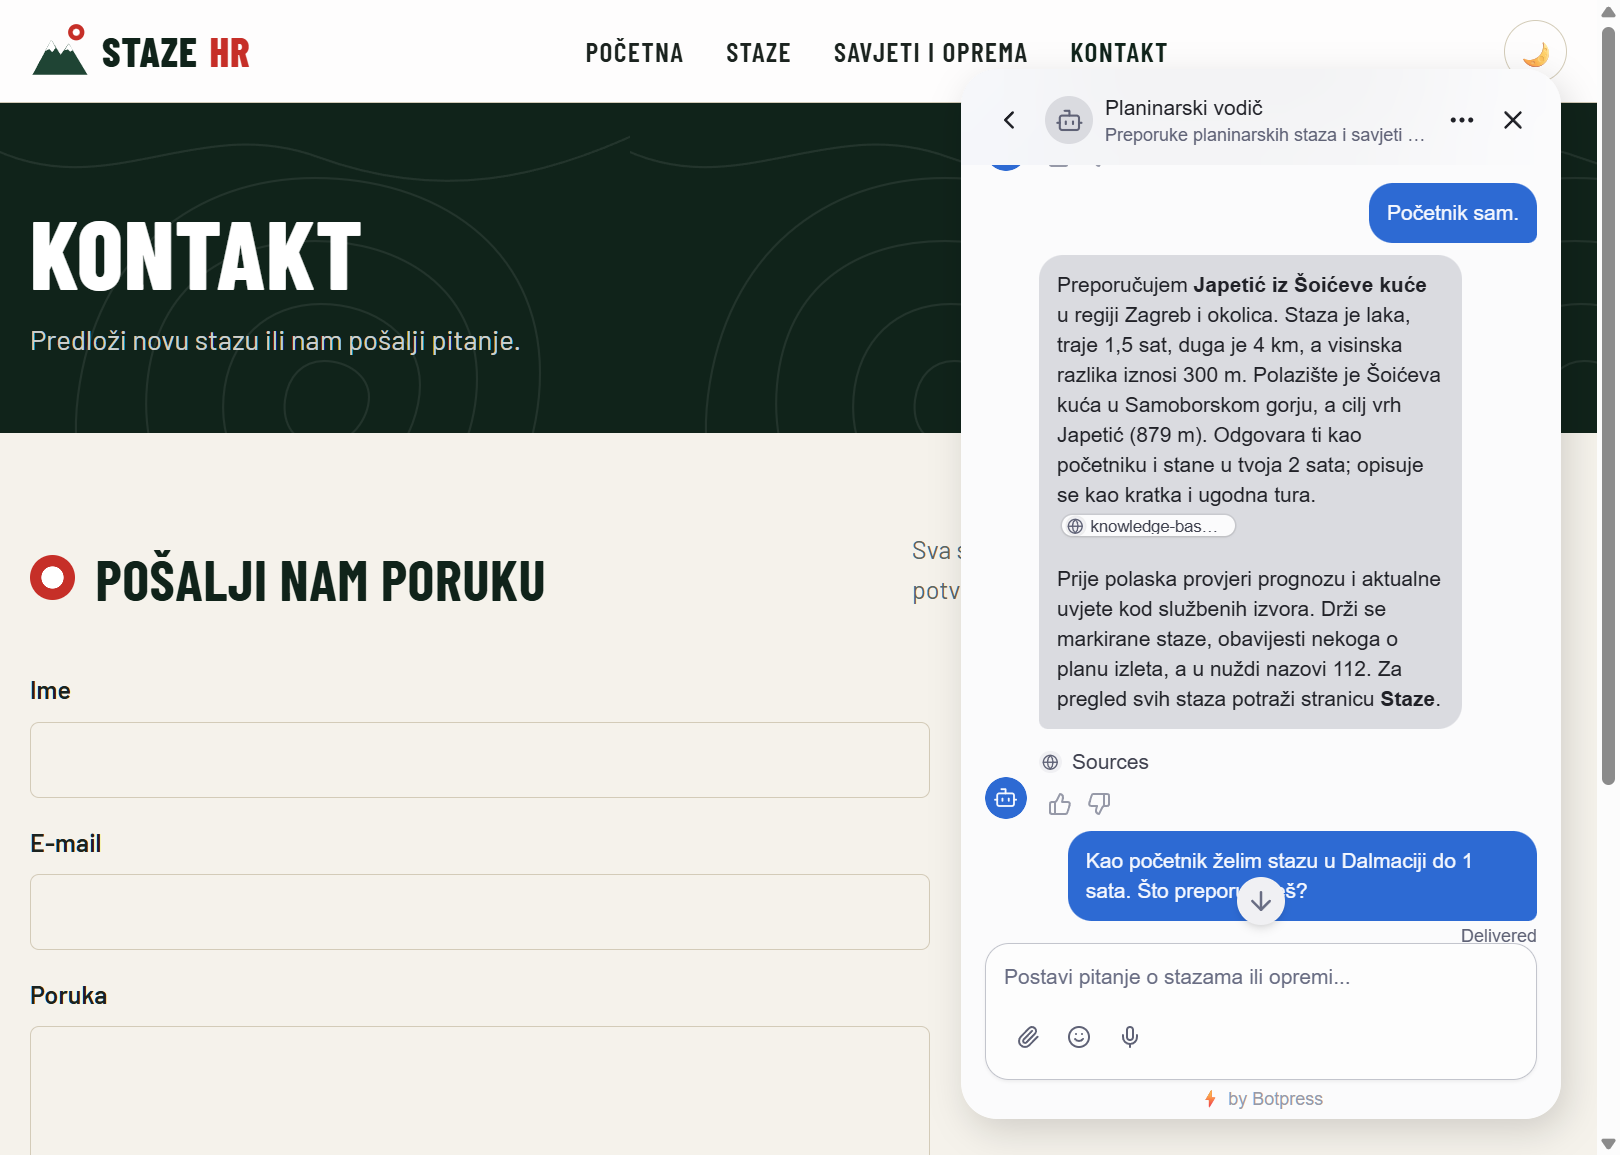 STAZE HR
POČETNA
STAZE
SAVJETI I OPREMA
KONTAKT
KONTAKT
Predloži novu stazu ili nam pošalji pitanje.
POŠALJI NAM PORUKU
Sva
potv
Ime
E-mail
Poruka
Planinarski vodič
Preporuke planinarskih staza i savjeti …
Početnik sam.
Preporučujem Japetić iz Šoićeve kuće
u regiji Zagreb i okolica. Staza je laka,
traje 1,5 sat, duga je 4 km, a visinska
razlika iznosi 300 m. Polazište je Šoićeva
kuća u Samoborskom gorju, a cilj vrh
Japetić (879 m). Odgovara ti kao
početniku i stane u tvoja 2 sata; opisuje
se kao kratka i ugodna tura.
knowledge-bas…
Prije polaska provjeri prognozu i aktualne
uvjete kod službenih izvora. Drži se
markirane staze, obavijesti nekoga o
planu izleta, a u nuždi nazovi 112. Za
pregled svih staza potraži stranicu Staze.
Sources
Kao početnik želim stazu u Dalmaciji do 1
sata. Što
Delivered
Postavi pitanje o stazama ili opremi...
by Botpress